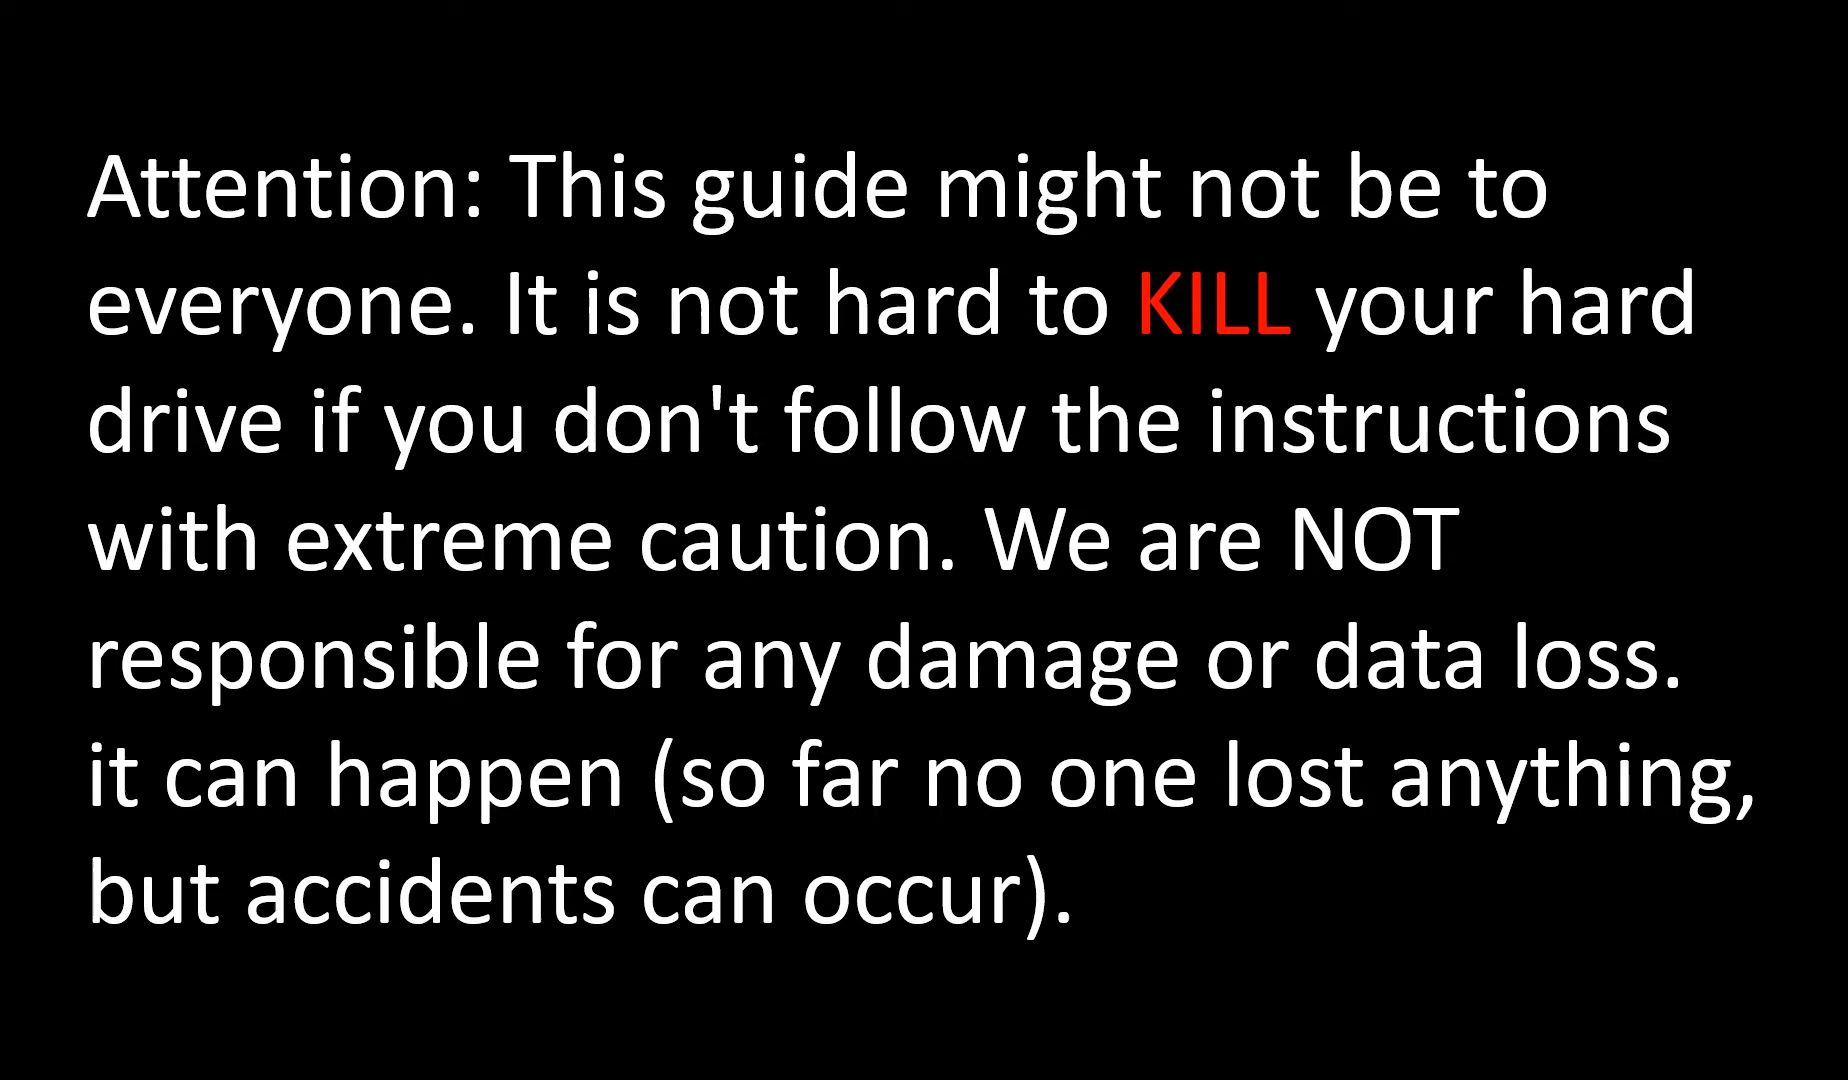 Attention: This guide might not be to
everyone. It is not hard to KILL your hard
drive if you don't follow the instructions
with extreme caution. We are NOT
responsible for any damage or data loss.
it can happen (so far no one lost anything,
but accidents can occur).